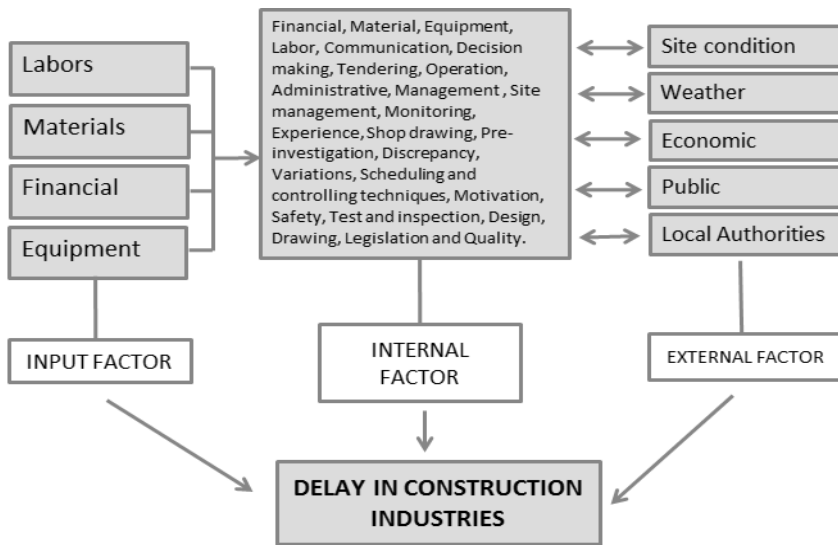 Labors
Materials
Financial
Equipment
INPUT FACTOR
Financial, Material, Equipment,
Labor, Communication, Decision
making, Tendering, Operation,
Administrative, Management , Site
management, Monitoring,
Experience, Shop drawing, Pre-
investigation, Discrepancy,
Variations, Scheduling and
controlling techniques, Motivation,
Safety, Test and inspection, Design,
Drawing, Legislation and Quality.
INTERNAL
FACTOR
Site condition
Weather
Economic
Public
Local Authorities
EXTERNAL FACTOR
DELAY IN CONSTRUCTION
INDUSTRIES